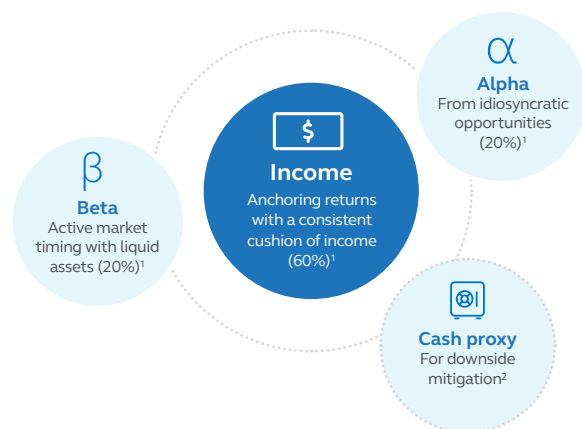 α
Alpha
From idiosyncratic
opportunities
(20%)¹
$
Income
Anchoring returns
with a consistent
cushion of income
(60%)¹
β
Beta
Active market
timing with liquid
assets (20%)¹
Cash proxy
For downside
mitigation²